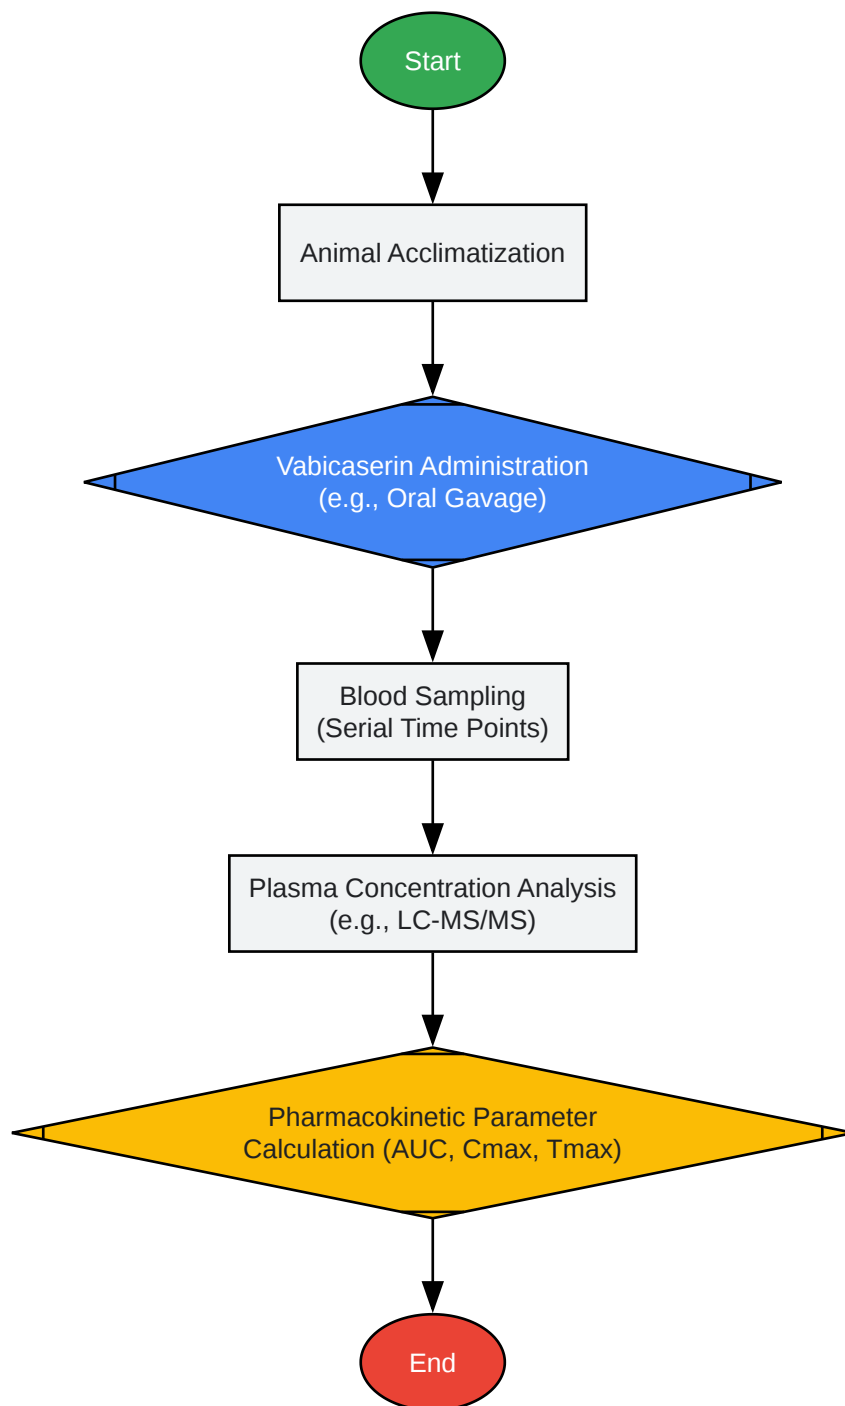 Start
Animal Acclimatization
Vabicaserin Administration
(e.g., Oral Gavage)
Blood Sampling
(Serial Time Points)
Plasma Concentration Analysis
(e.g., LC-MS/MS)
Pharmacokinetic Parameter
Calculation (AUC, Cmax, Tmax)
End